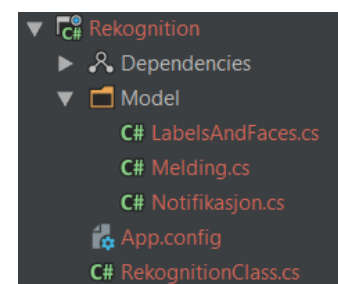 C# Rekognition
Dependencies
Model
C# LabelsAndFaces.cs
C# Melding.cs
C# Notifikasjon.cs
App.config
C# RekognitionClass.cs